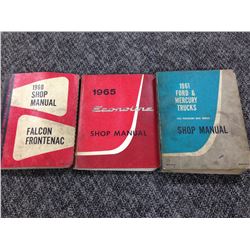 1960 SHOP
MANUAL
FALCON
FRONTENAC
1965
Econoline
SHOP MANUAL
1961
FORD &
MERCURY
TRUCKS
SHOP MANUAL